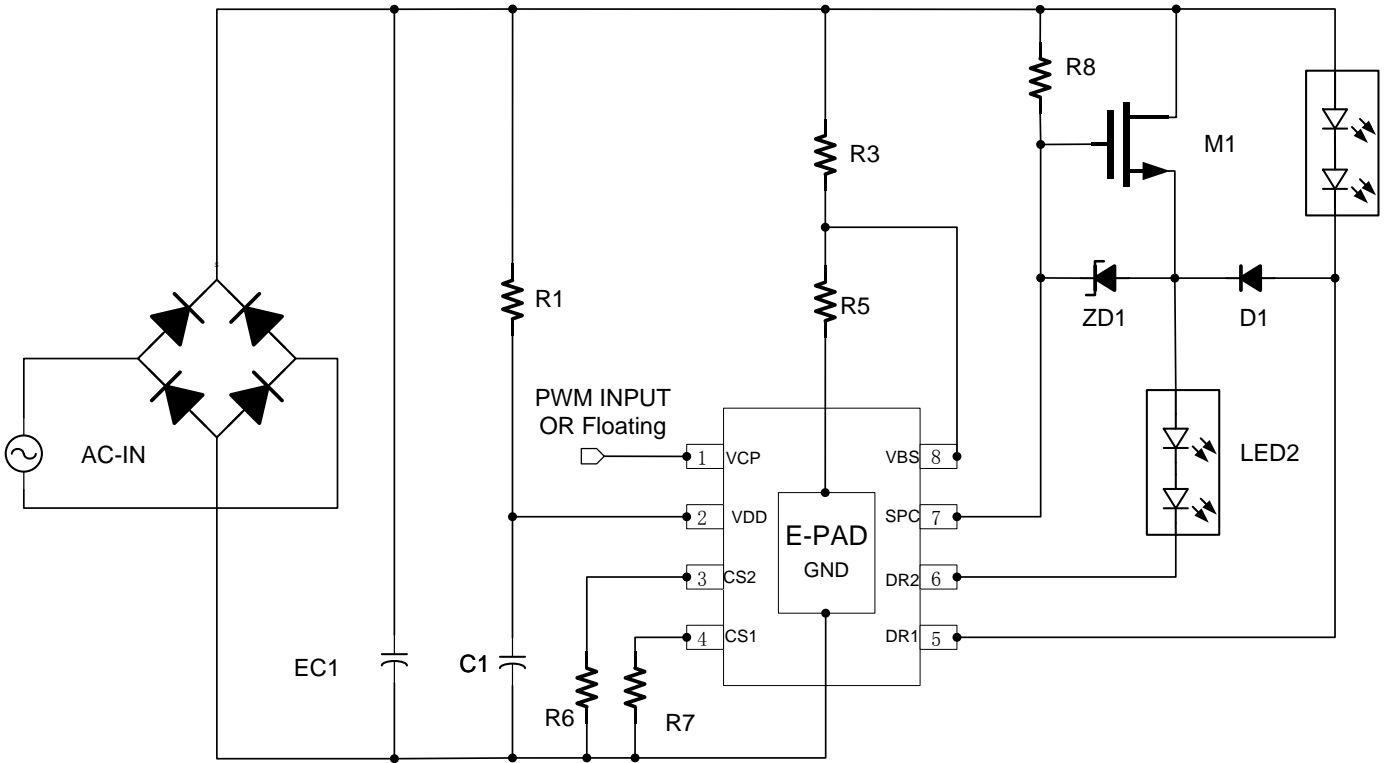 R8
M1
R3
R1
R5
ZD1
D1
PWM INPUT
OR Floating
AC-IN
1 VCP
VBS 8
LED2
2 VDD
SPC 7
E-PAD
GND
3 CS2
DR2 6
4 CS1
DR1 5
EC1
C1
R6
R7